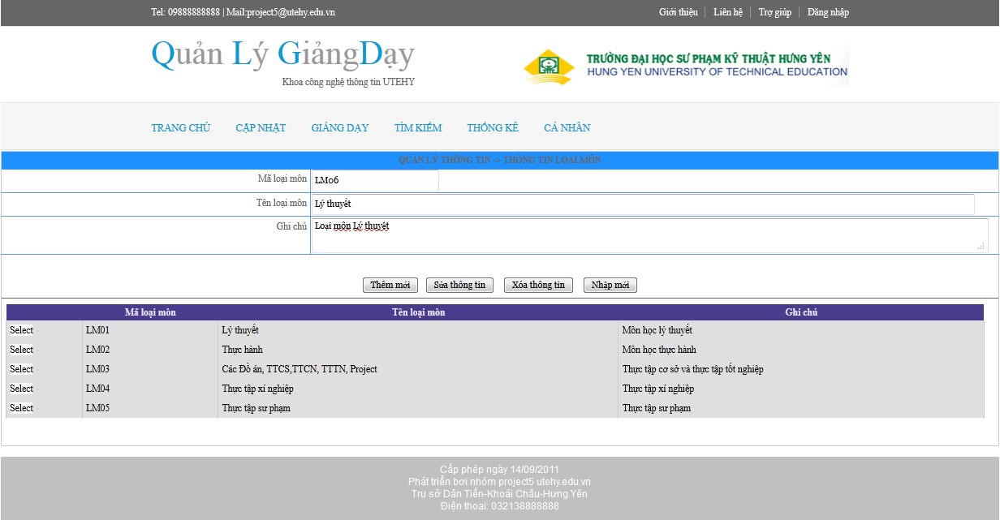 Tel: 09888888888 | Mail:project5@utehy.edu.vn
Giới thiệu | Liên hệ | Trợ giúp | Đăng nhập
Quản Lý GiảngDạy
Khoa công nghệ thông tin UTEHY
TRƯỜNG ĐẠI HỌC SƯ PHẠM KỸ THUẬT HƯNG YÊN
HUNG YEN UNIVERSITY OF TECHNICAL EDUCATION
TRANG CHỦ CẬP NHẬT GIẢNG DẠY TÌM KIẾM THỐNG KÊ CÁ NHÂN
QUẢN LÝ THÔNG TIN -> THÔNG TIN LOẠI MÔN
Mã loại môn LM06
Tên loại môn Lý thuyết
Ghi chú Loại môn Lý thuyết
Thêm mới Sửa thông tin Xóa thông tin Nhập mới
Mã loại môn Tên loại môn Ghi chú
Select LM01 Lý thuyết Môn học lý thuyết
Select LM02 Thực hành Môn học thực hành
Select LM03 Các Đồ án, TTCS,TTCN, TTTN, Project Thực tập cơ sở và thực tập tốt nghiệp
Select LM04 Thực tập xí nghiệp Thực tập xí nghiệp
Select LM05 Thực tập sư phạm Thực tập sư phạm
Cấp phép ngày 14/09/2011
Phát triển bơi nhóm project5 utehy.edu.vn
Tru sở Dân Tiến-Khoái Châu-Hưng Yên
Điện thoại: 032138888888